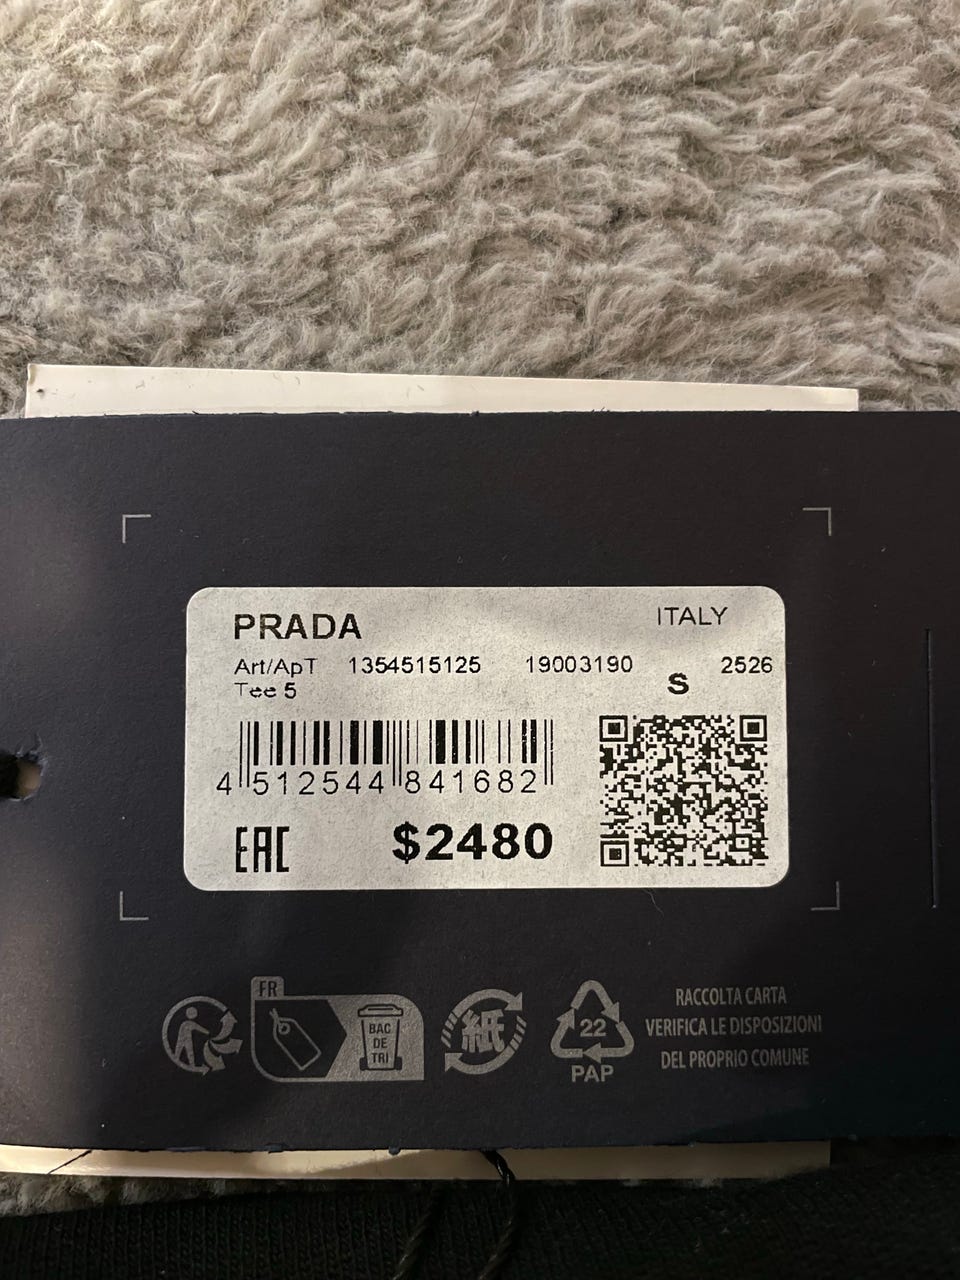 PRADA
ITALY
Art/ApT 1354515125 19003190 2526
Tee 5
S
4 512544 841682
EAC
$2480
FR
BAC
DE
TRI
紙
22
PAP
RACCOLTA CARTA
VERIFICA LE DISPOSIZIONI
DEL PROPRIO COMUNE